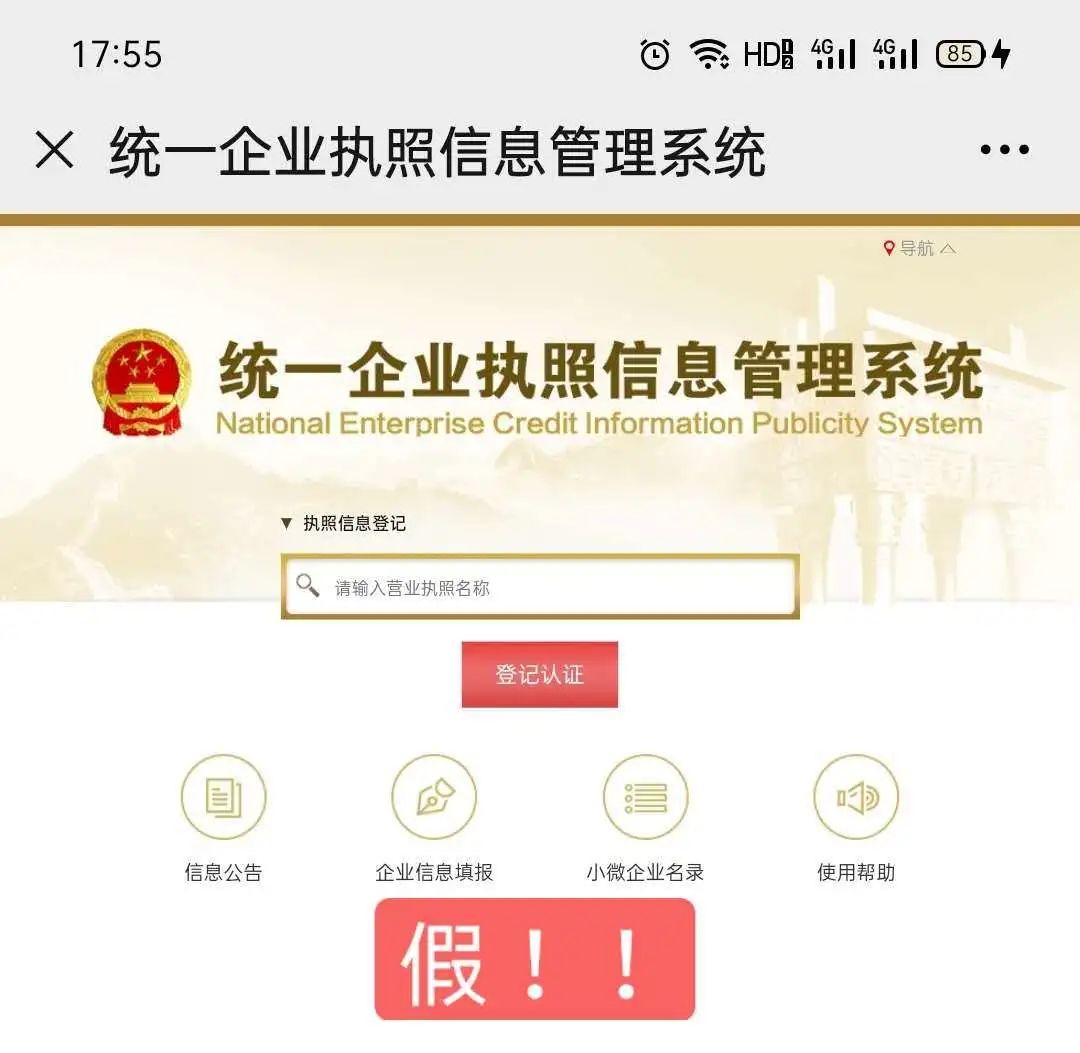 17:55 HD 1 2 4G 4G 85
统一企业执照信息管理系统
导航
统一企业执照信息管理系统
National Enterprise Credit Information Publicity System
执照信息登记
请输入营业执照名称
登记认证
信息公告 企业信息填报 小微企业名录 使用帮助
假！！